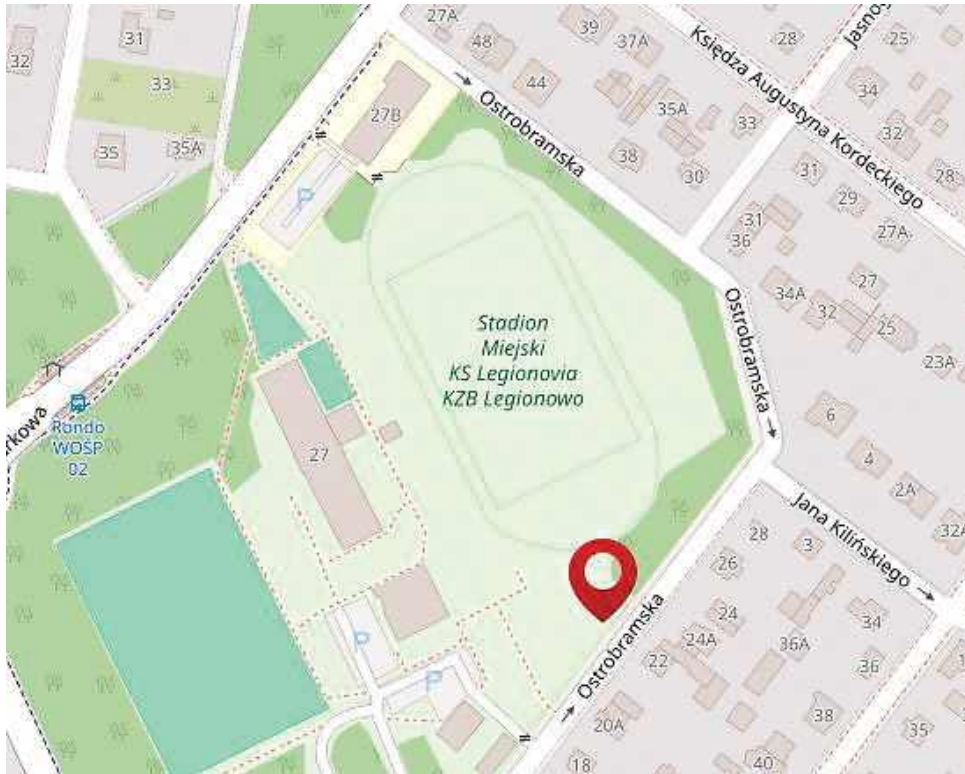 27A
39
37A
48
44
28
Księdza Augustyna Kordeckiego
25
32
31
33
35
35A
27B
P
Ostrobramska
35A
33
34
32
28
38
30
31
29
27A
31
36
34A
32
27
25
23A
Ostrobramska
Stadion
Miejski
KS Legionovia
KZB Legionowo
Rondo
WOŚP
02
27
6
4
2A
28
3
26
24
24A
22
20A
18
Jana Kilińskiego
34
36
36A
38
40
35
P
P
Ostrobramska